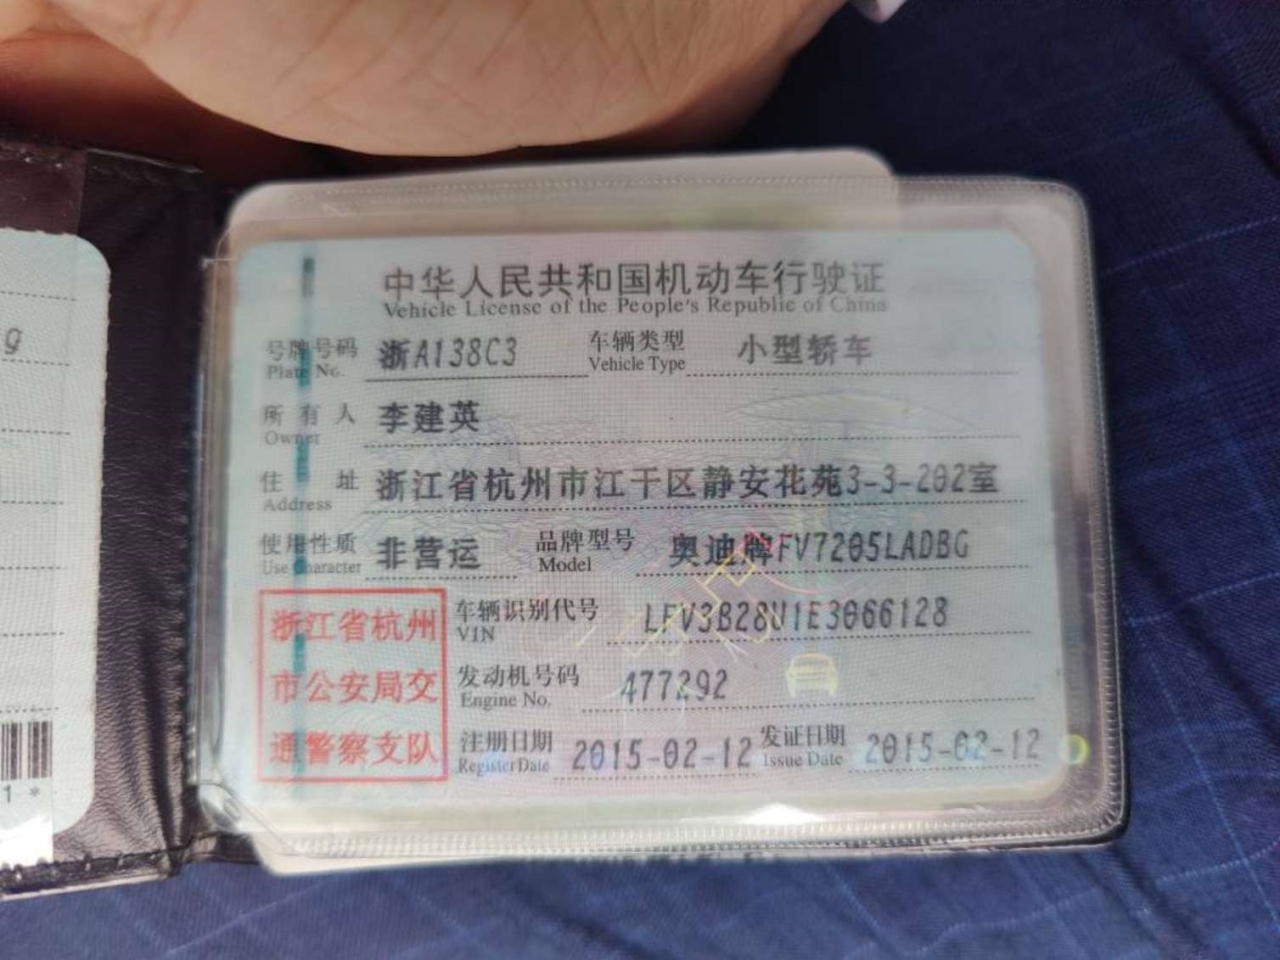 中华人民共和国机动车行驶证
Vehicle License of the People's Republic of China
号牌号码 浙A138C3 车辆类型 小型轿车
Plate No. Vehicle Type
所有人 李建英
Owner
住址 浙江省杭州市江干区静安花苑3-3-202室
Address
使用性质 非营运 品牌型号 奥迪牌FV7205LADBG
Use Character Model
浙江省杭州
市公安局交
通警察支队
车辆识别代号 LFV3B28U1E3066128
VIN
发动机号码 477292
Engine No.
注册日期 2015-02-12 发证日期 2015-02-12
Register Date Issue Date
g
1*